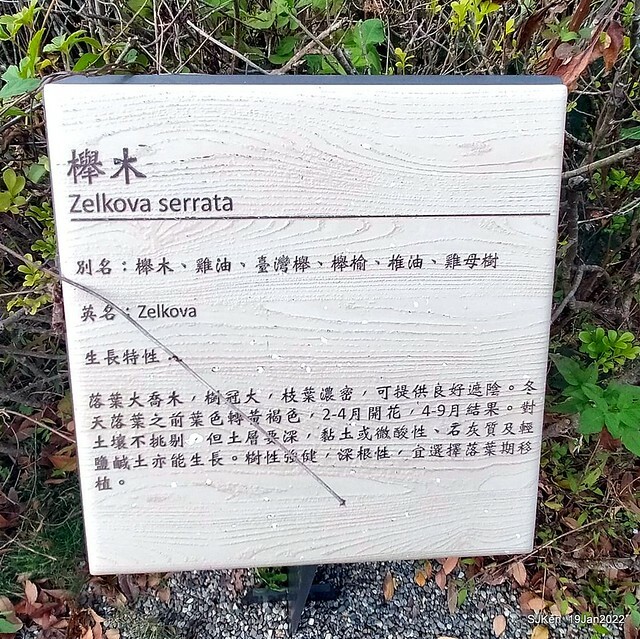 櫸木
Zelkova serrata
別名：櫸木、雞油、臺灣櫸、櫸榆、椎油、雞母樹
英名：Zelkova
生長特性
落葉大喬木，樹冠大，枝葉濃密，可提供良好遮陰。冬
天落葉之前葉色轉黃褐色，2-4月開花，4-9月結果。對
土壤不挑剔，但土層要深，黏土或微酸性、石灰質及輕
鹽鹹土亦能生長。樹性強健，深根性，宜選擇落葉期移
植。
SJKen 19Jan2022